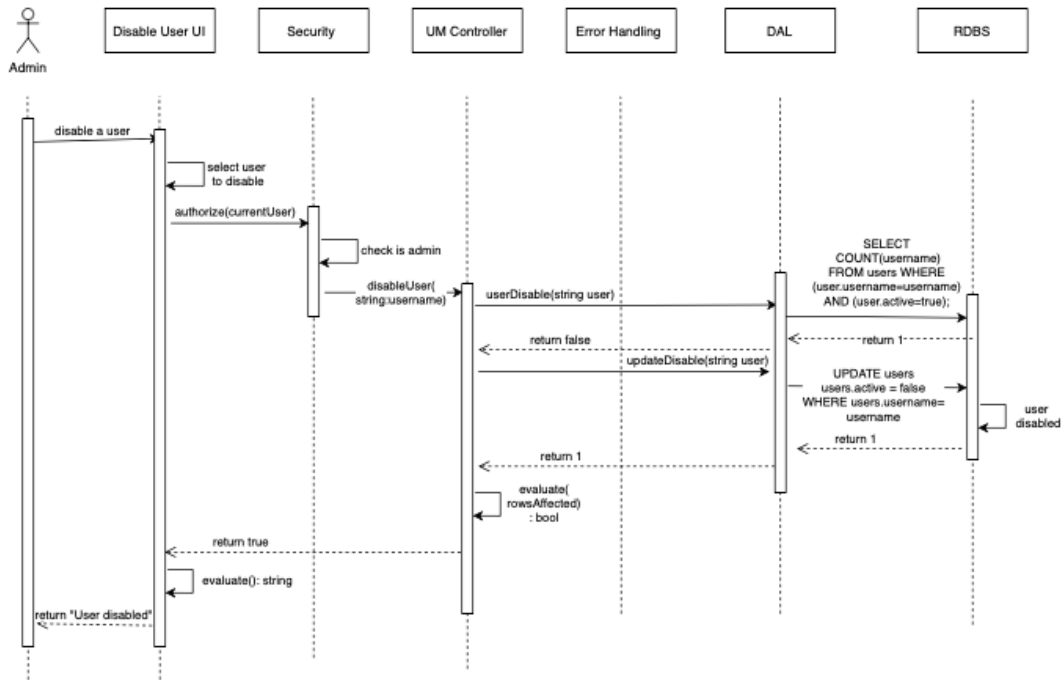 Disable User UI
Security
UM Controller
Error Handling
DAL
RDBS
Admin
disable a user
select user
to disable
authorize(currentUser)
check is admin
disableUser(
string:username)
userDisable(string user)
SELECT
COUNT(username)
FROM users WHERE
(user.username=username)
AND (user.active=true);
return false
return 1
updateDisable(string user)
UPDATE users
users.active = false
WHERE users.username=
username
user
disabled
return 1
return 1
evaluate(
rowsAffected)
: bool
return true
evaluate(): string
return "User disabled"